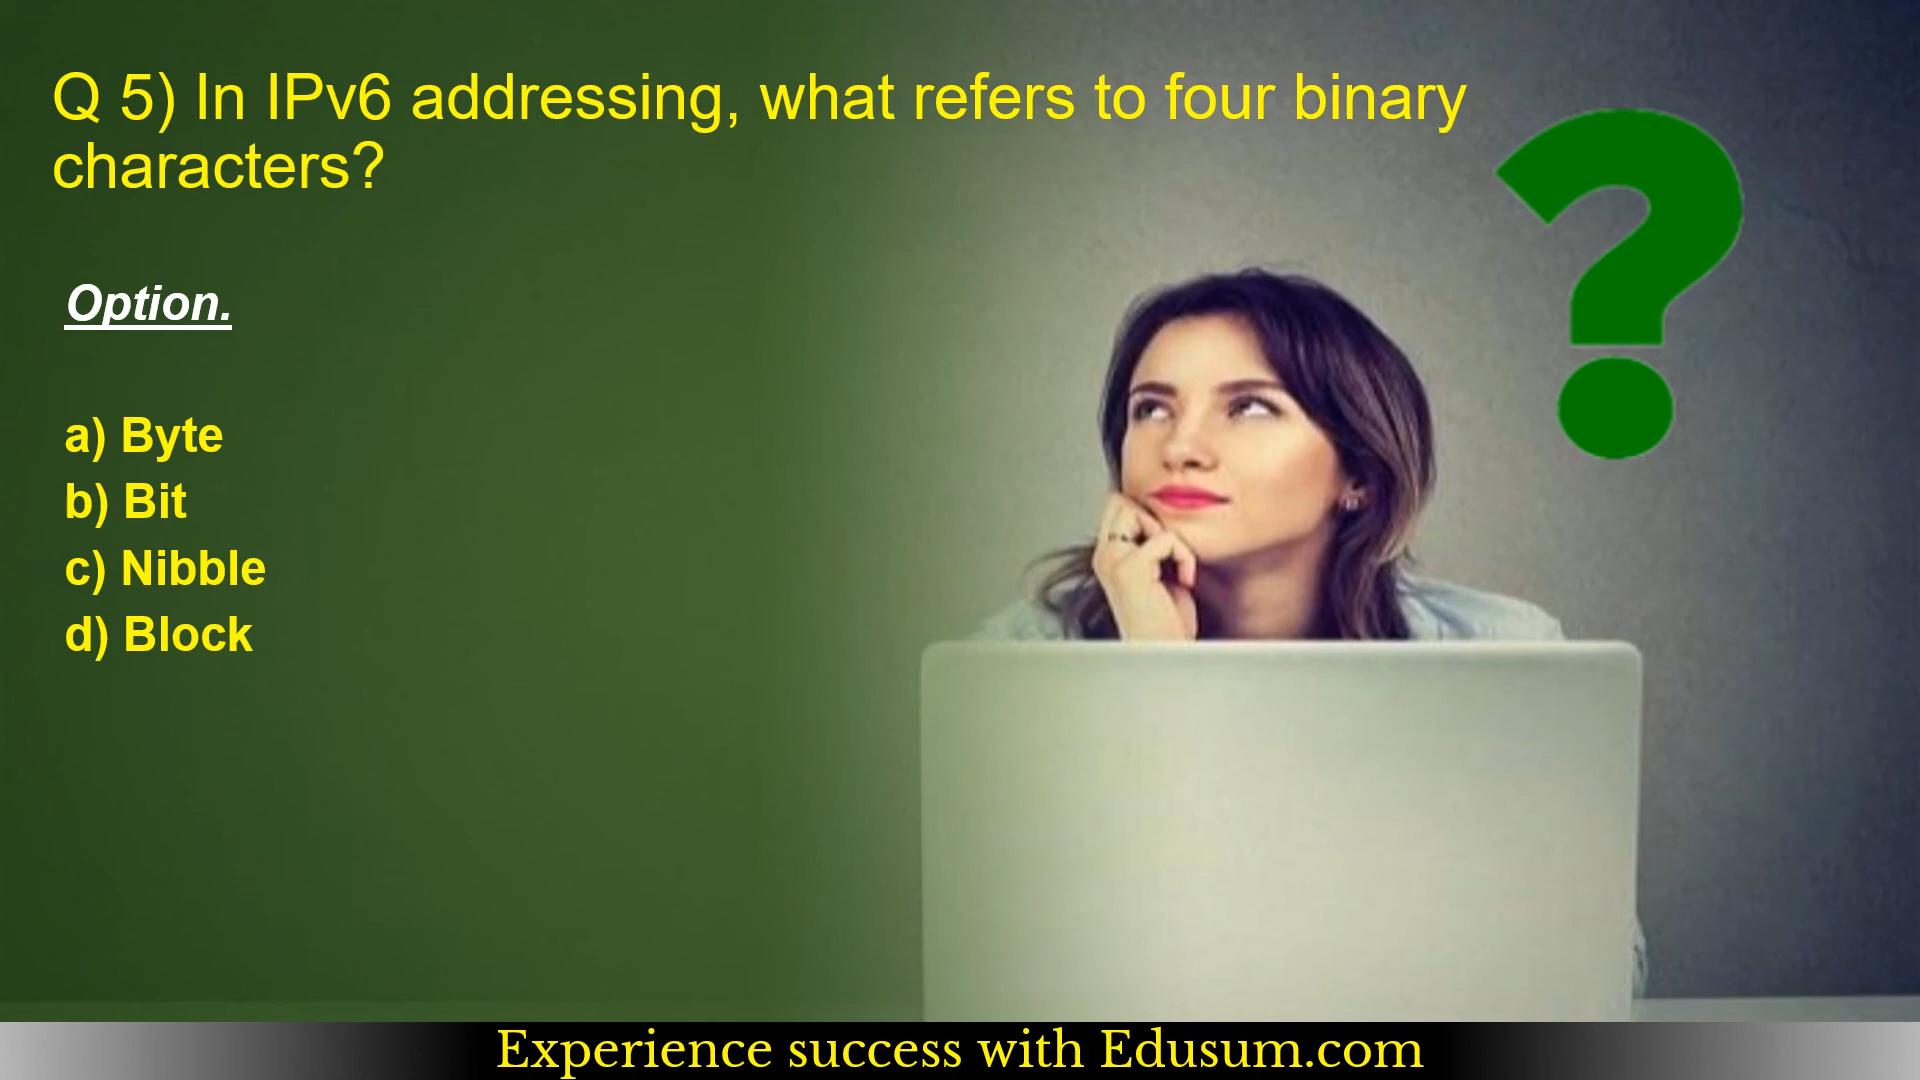 Q 5) In IPv6 addressing, what refers to four binary
characters?
Option.
a) Byte
b) Bit
c) Nibble
d) Block
?
Experience success with Edusum.com